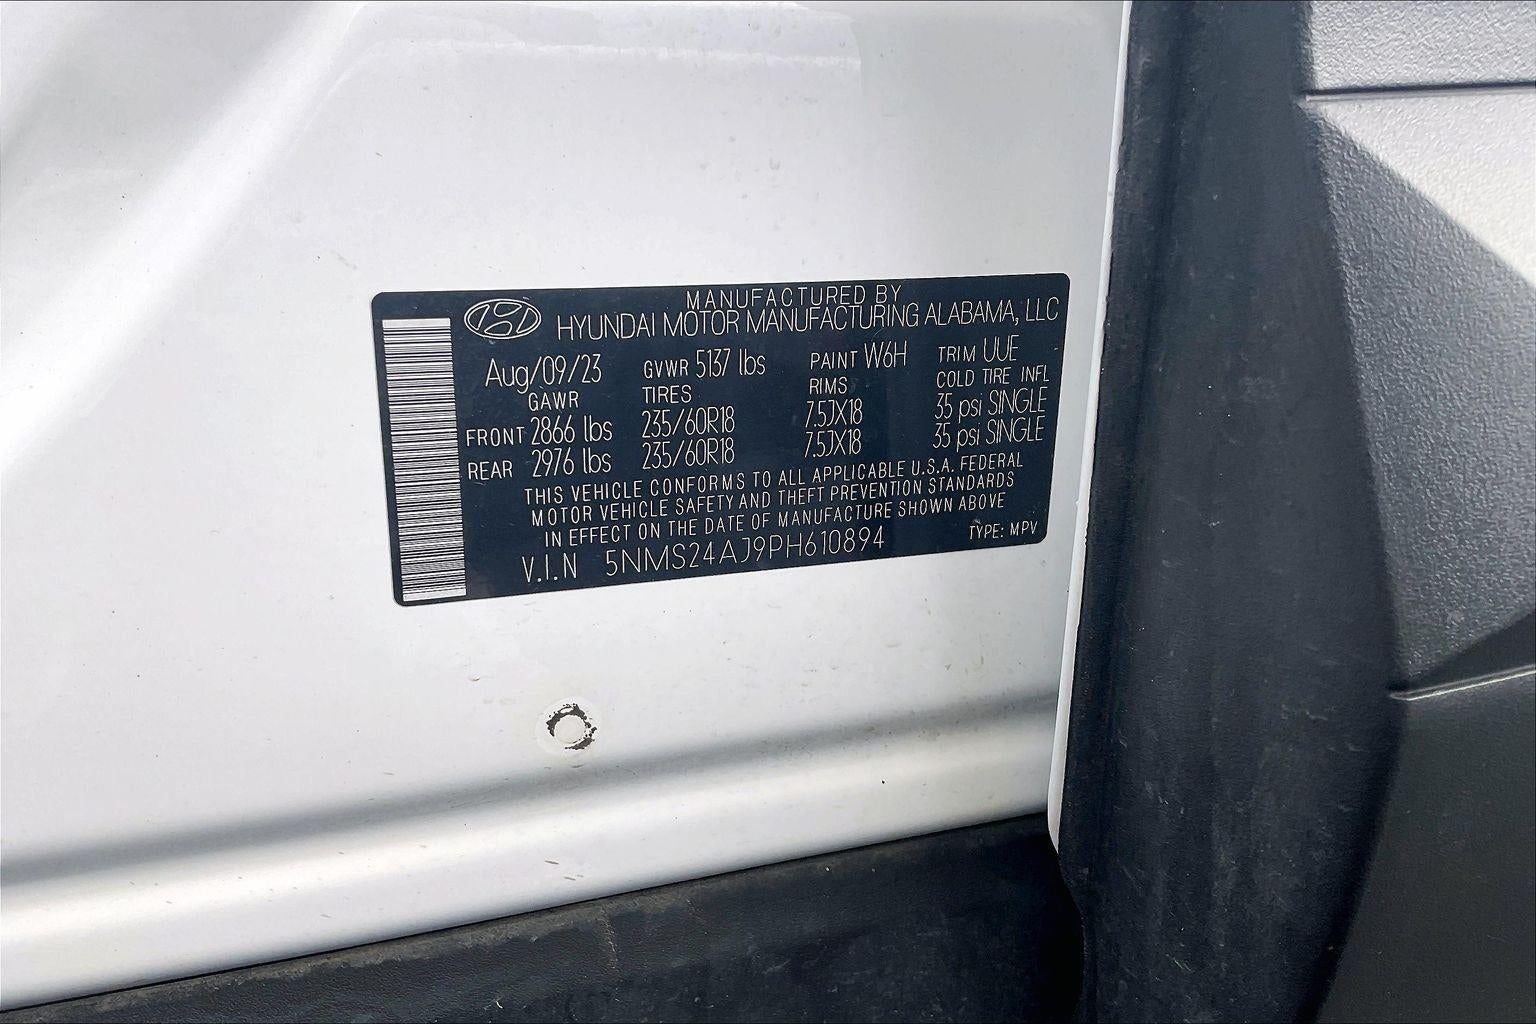 MANUFACTURED BY
HYUNDAI MOTOR MANUFACTURING ALABAMA, LLC
Aug/09/23 GVWR 5137 lbs PAINT W6H TRIM UUE
GAWR TIRES RIMS COLD TIRE INFL
FRONT 2866 lbs 235/60R18 7.5JX18 35 psi SINGLE
REAR 2976 lbs 235/60R18 7.5JX18 35 psi SINGLE
THIS VEHICLE CONFORMS TO ALL APPLICABLE U.S.A. FEDERAL
MOTOR VEHICLE SAFETY AND THEFT PREVENTION STANDARDS
IN EFFECT ON THE DATE OF MANUFACTURE SHOWN ABOVE
V.I.N 5NMS24AJ9PH610894 TYPE: MPV